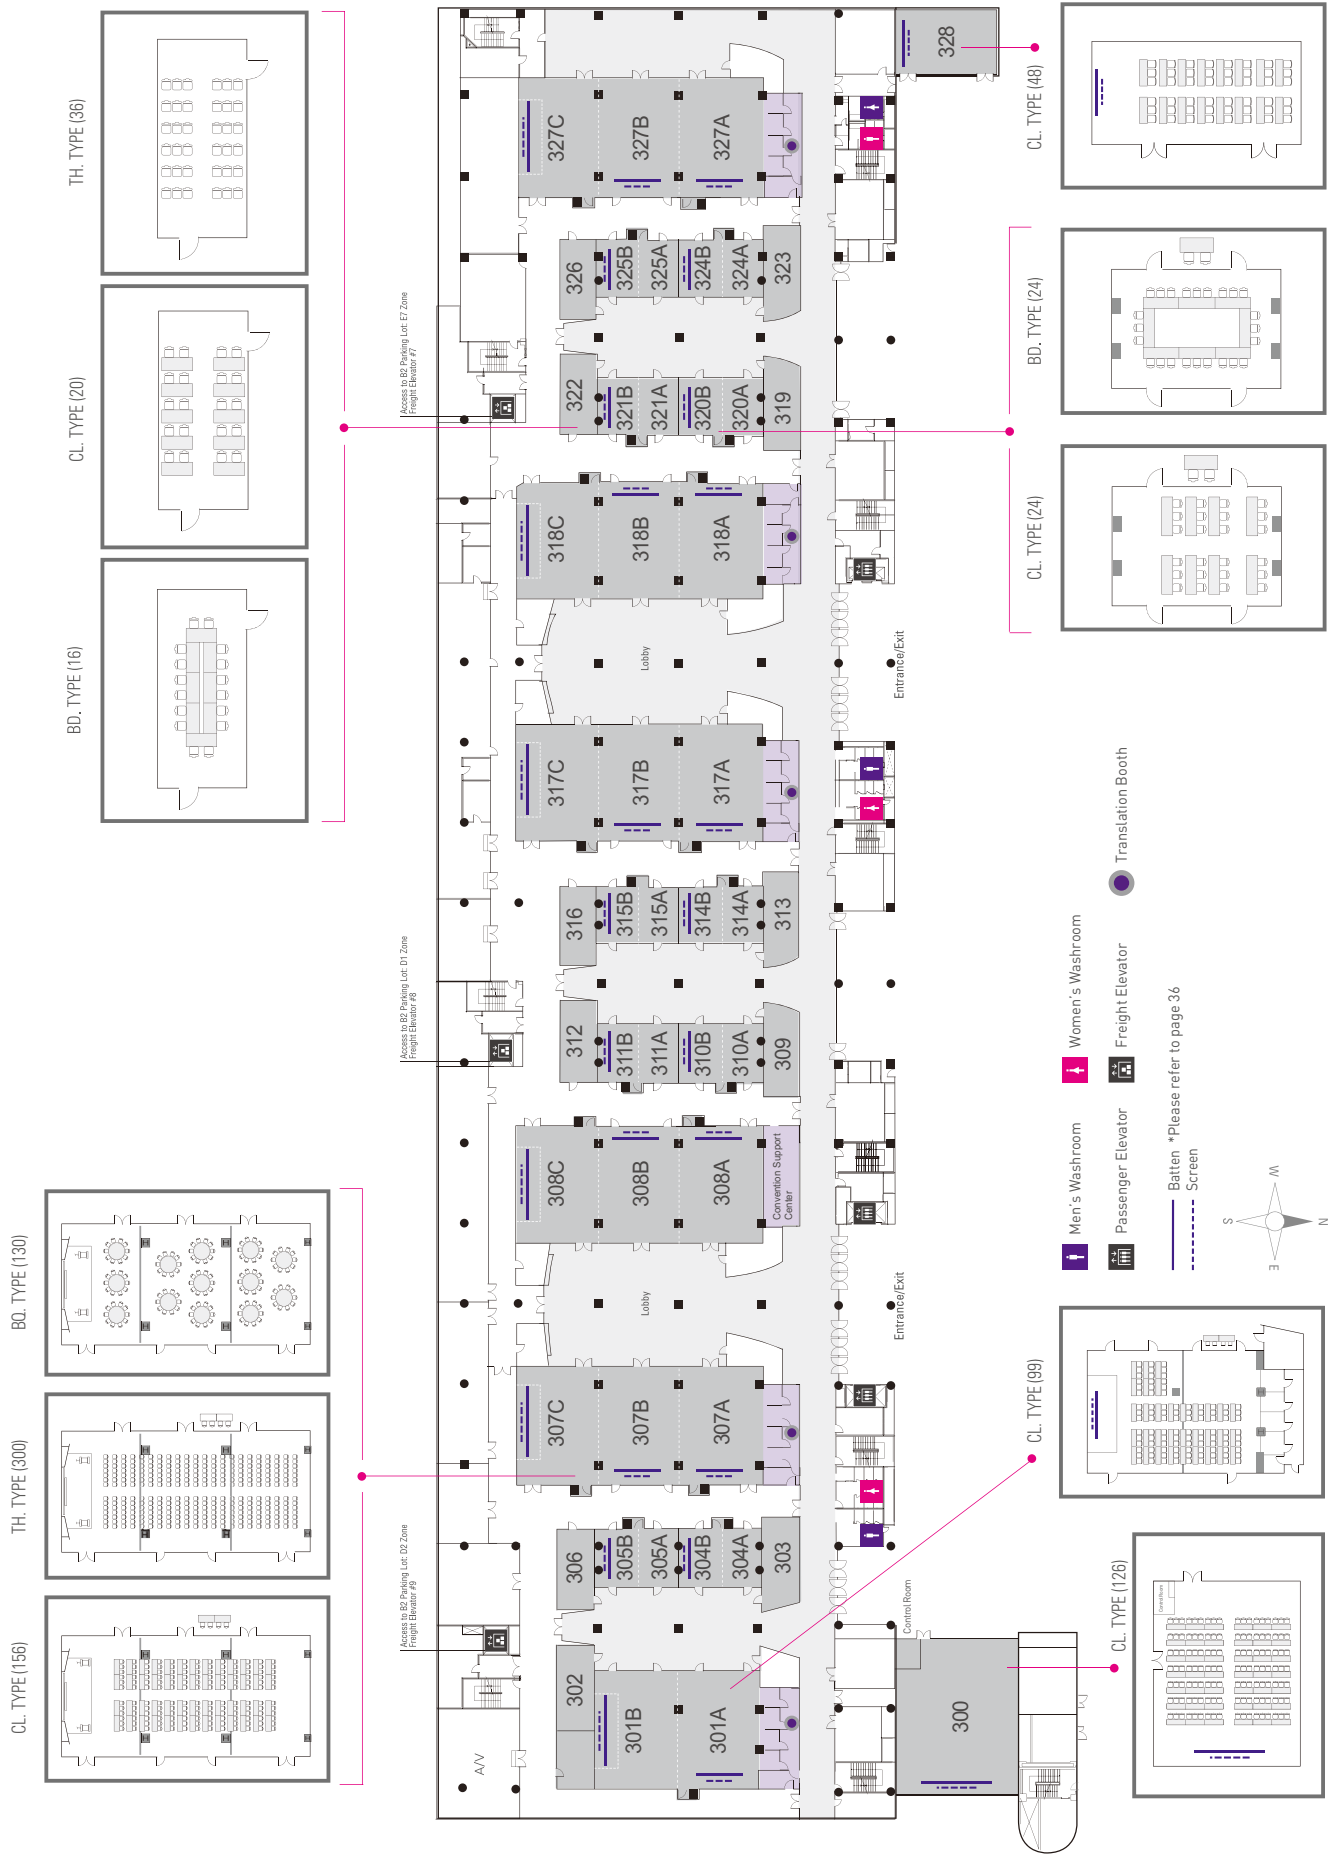 BD. TYPE (16)
CL. TYPE (20)
TH. TYPE (36)
CL. TYPE (156)
TH. TYPE (300)
BQ. TYPE (130)
Access to B2 Parking Lot: D2 Zone
Freight Elevator #9
Access to B2 Parking Lot: D1 Zone
Freight Elevator #8
Access to B2 Parking Lot: E7 Zone
Freight Elevator #7
A/V
302
301B
301A
306
305B
305A
304B
304A
303
307C
307B
307A
Lobby
308C
308B
308A
Convention Support
Center
312
311B
311A
310B
310A
309
316
315B
315A
314B
314A
313
317C
317B
317A
Lobby
318C
318B
318A
322
321B
321A
320B
320A
319
326
325B
325A
324B
324A
323
327C
327B
327A
328
300
Control Room
Entrance/Exit
Entrance/Exit
CL. TYPE (99)
CL. TYPE (126)
Control Room
CL. TYPE (24)
BD. TYPE (24)
CL. TYPE (48)
Men's Washroom
Women's Washroom
Passenger Elevator
Freight Elevator
Translation Booth
Batten *Please refer to page 36
Screen
S
W
E
N